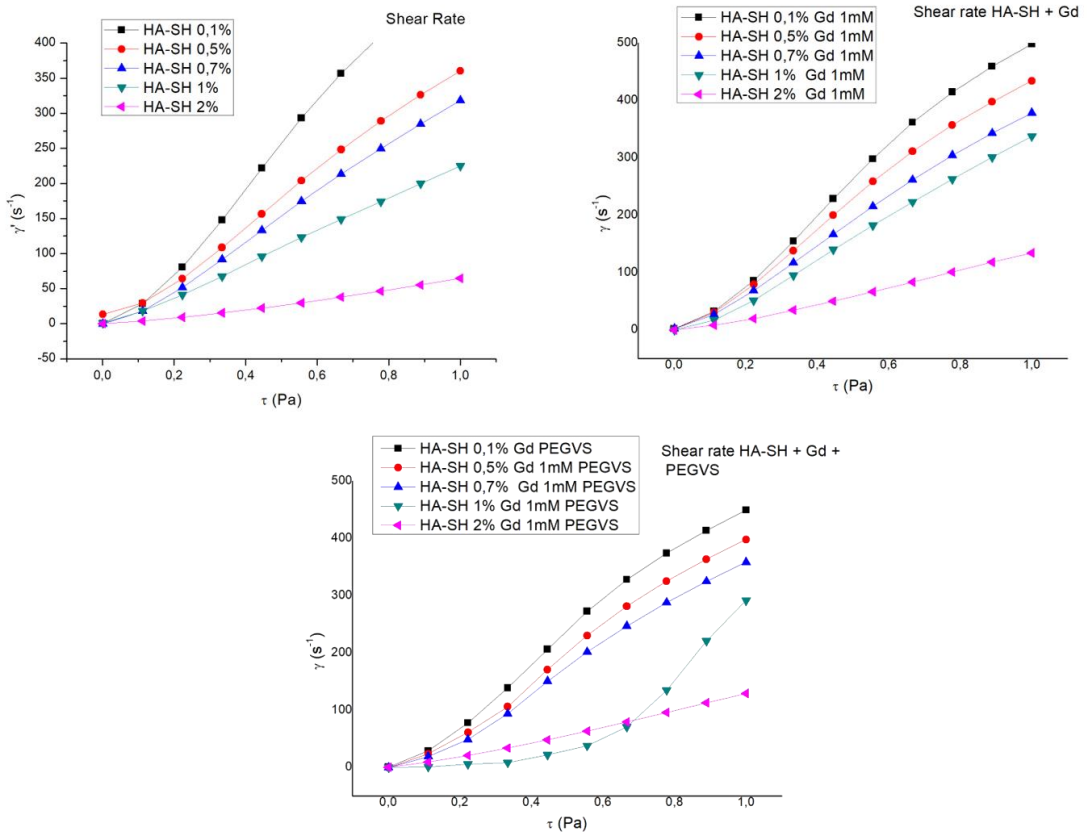 Shear Rate
HA-SH 0,1%
HA-SH 0,5%
HA-SH 0,7%
HA-SH 1%
HA-SH 2%
400
350
300
250
200
150
100
50
0
-50
γ' (s⁻¹)
0,0 0,2 0,4 0,6 0,8 1,0
τ (Pa)
Shear rate HA-SH + Gd
HA-SH 0,1% Gd 1mM
HA-SH 0,5% Gd 1mM
HA-SH 0,7% Gd 1mM
HA-SH 1% Gd 1mM
HA-SH 2% Gd 1mM
500
400
300
200
100
0
γ (s⁻¹)
0,0 0,2 0,4 0,6 0,8 1,0
τ (Pa)
Shear rate HA-SH + Gd +
PEGVS
HA-SH 0,1% Gd PEGVS
HA-SH 0,5% Gd 1mM PEGVS
HA-SH 0,7% Gd 1mM PEGVS
HA-SH 1% Gd 1mM PEGVS
HA-SH 2% Gd 1mM PEGVS
500
400
300
200
100
0
γ (s⁻¹)
0,0 0,2 0,4 0,6 0,8 1,0
τ (Pa)